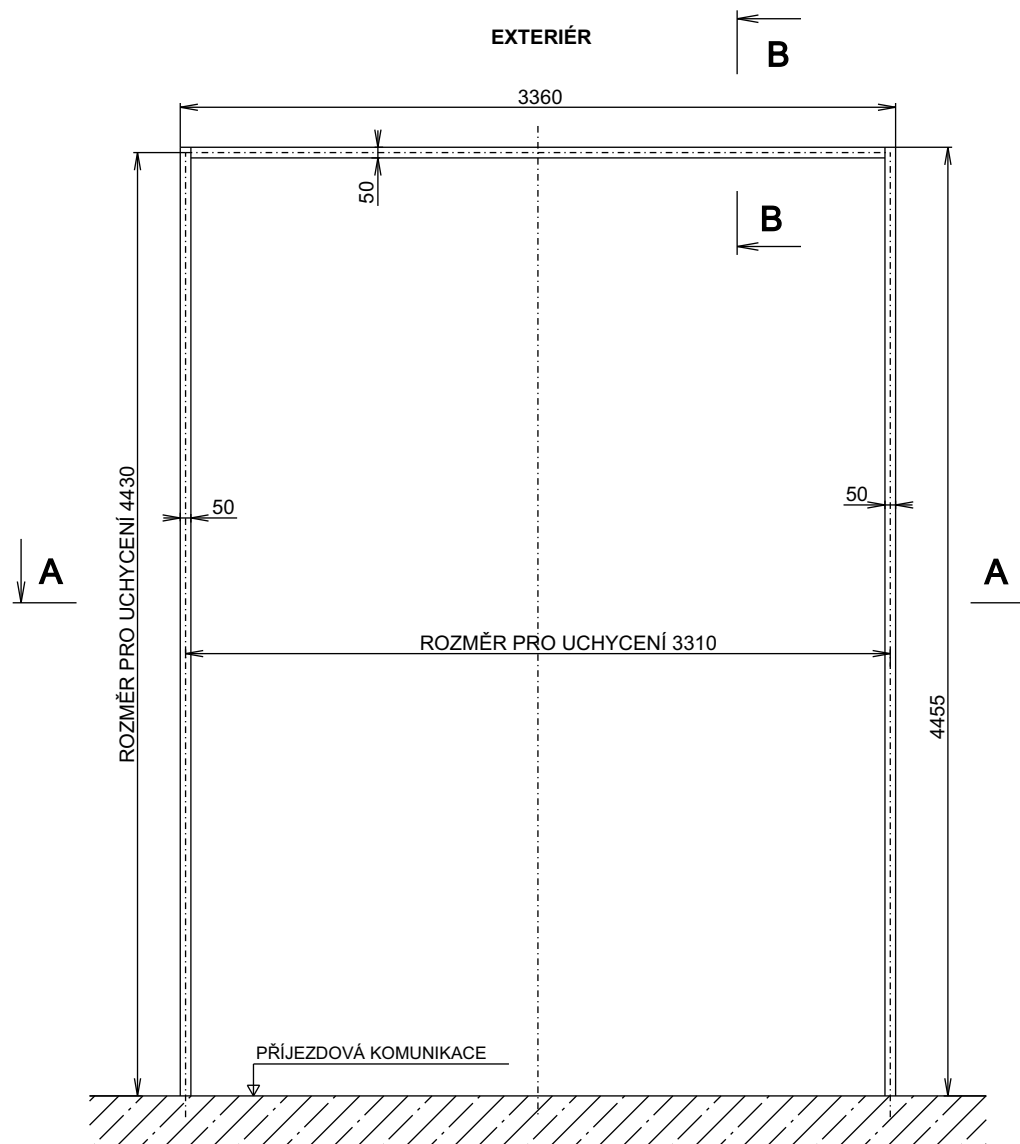 EXTERIÉR
B
3360
50
B
ROZMĚR PRO UCHYCENÍ 4430
50
50
A
A
ROZMĚR PRO UCHYCENÍ 3310
4455
PŘÍJEZDOVÁ KOMUNIKACE